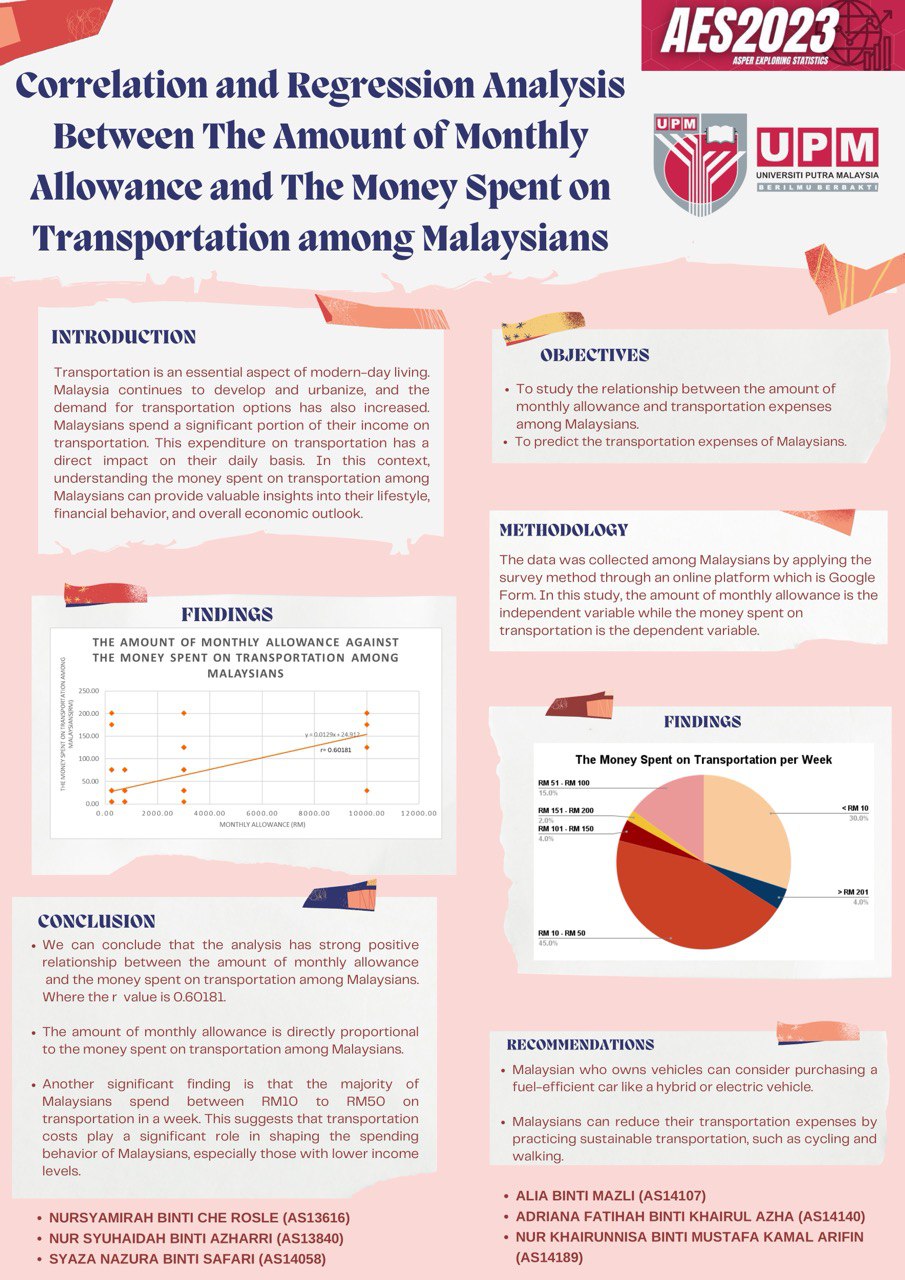 AES2023
ASPER EXPLORING STATISTICS
Correlation and Regression Analysis
Between The Amount of Monthly
Allowance and The Money Spent on
Transportation among Malaysians
UPM
UPM
UNIVERSITI PUTRA MALAYSIA
BERILMU BERBAKTI
INTRODUCTION
Transportation is an essential aspect of modern-day living.
Malaysia continues to develop and urbanize, and the
demand for transportation options has also increased.
Malaysians spend a significant portion of their income on
transportation. This expenditure on transportation has a
direct impact on their daily basis. In this context,
understanding the money spent on transportation among
Malaysians can provide valuable insights into their lifestyle,
financial behavior, and overall economic outlook.
OBJECTIVES
• To study the relationship between the amount of
monthly allowance and transportation expenses
among Malaysians.
• To predict the transportation expenses of Malaysians.
METHODOLOGY
The data was collected among Malaysians by applying the
survey method through an online platform which is Google
Form. In this study, the amount of monthly allowance is the
independent variable while the money spent on
transportation is the dependent variable.
FINDINGS
THE AMOUNT OF MONTHLY ALLOWANCE AGAINST
THE MONEY SPENT ON TRANSPORTATION AMONG
MALAYSIANS
THE MONEY SPENT ON TRANSPORTATION AMONG
MALAYSIANS(RM)
250.00
200.00
150.00
100.00
50.00
0.00
y = 0.0129x + 24.912
r= 0.60181
0.00 2000.00 4000.00 6000.00 8000.00 10000.00 12000.00
MONTHLY ALLOWANCE (RM)
FINDINGS
The Money Spent on Transportation per Week
RM 51 - RM 100
15.0%
RM 151 - RM 200
2.0%
RM 101 - RM 150
4.0%
RM 10 - RM 50
45.0%
< RM 10
30.0%
> RM 201
4.0%
CONCLUSION
• We can conclude that the analysis has strong positive
relationship between the amount of monthly allowance
and the money spent on transportation among Malaysians.
Where the r value is 0.60181.
• The amount of monthly allowance is directly proportional
to the money spent on transportation among Malaysians.
• Another significant finding is that the majority of
Malaysians spend between RM10 to RM50 on
transportation in a week. This suggests that transportation
costs play a significant role in shaping the spending
behavior of Malaysians, especially those with lower income
levels.
RECOMMENDATIONS
• Malaysian who owns vehicles can consider purchasing a
fuel-efficient car like a hybrid or electric vehicle.
• Malaysians can reduce their transportation expenses by
practicing sustainable transportation, such as cycling and
walking.
• NURSYAMIRAH BINTI CHE ROSLE (AS13616)
• NUR SYUHAIDAH BINTI AZHARRI (AS13840)
• SYAZA NAZURA BINTI SAFARI (AS14058)
• ALIA BINTI MAZLI (AS14107)
• ADRIANA FATIHAH BINTI KHAIRUL AZHA (AS14140)
• NUR KHAIRUNNISA BINTI MUSTAFA KAMAL ARIFIN
(AS14189)